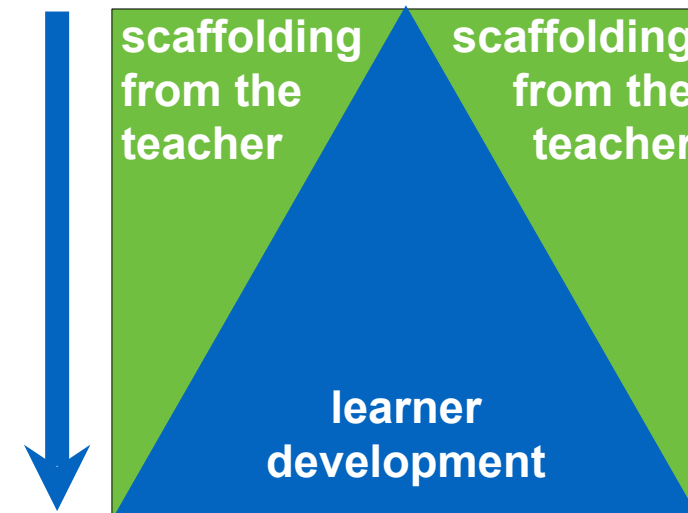 scaffolding
from the
teacher
scaffolding
from the
teacher
learner
development